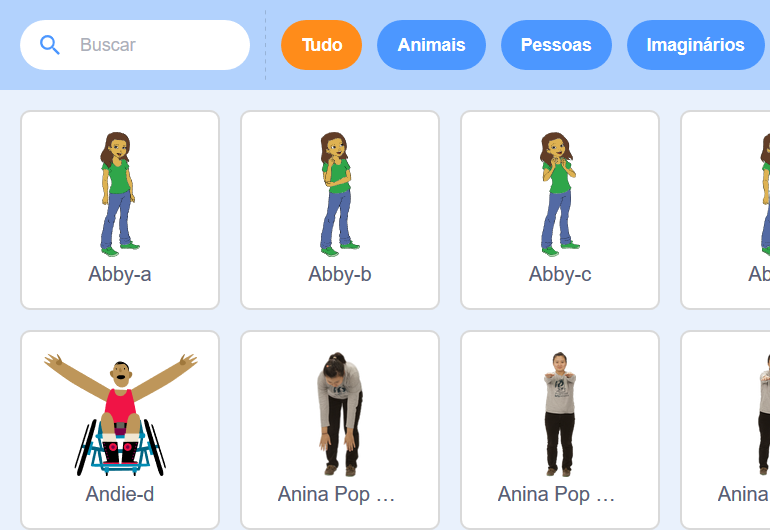 Buscar
Tudo
Animais
Pessoas
Imaginários
Abby-a
Abby-b
Abby-c
Ab
Andie-d
Anina Pop ...
Anina Pop ...
Anina